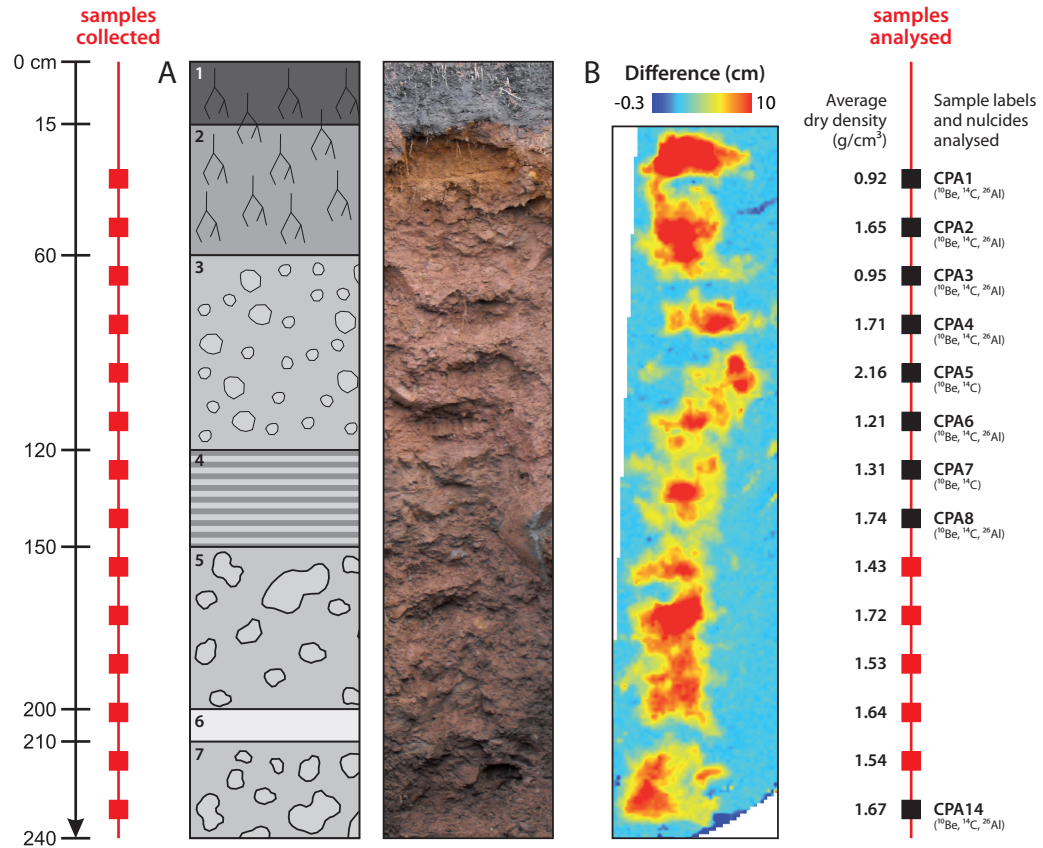 samples
collected
0 cm
15
60
120
150
200
210
240
A
1
2
3
4
5
6
7
B
Difference (cm)
-0.3
10
samples
analysed
Average
dry density
(g/cm³)
Sample labels
and nulcides
analysed
0.92
CPA1
(¹⁰Be, ¹⁴C, ²⁶Al)
1.65
CPA2
(¹⁰Be, ¹⁴C, ²⁶Al)
0.95
CPA3
(¹⁰Be, ¹⁴C, ²⁶Al)
1.71
CPA4
(¹⁰Be, ¹⁴C, ²⁶Al)
2.16
CPA5
(¹⁰Be, ¹⁴C)
1.21
CPA6
(¹⁰Be, ¹⁴C, ²⁶Al)
1.31
CPA7
(¹⁰Be, ¹⁴C)
1.74
CPA8
(¹⁰Be, ¹⁴C, ²⁶Al)
1.43
1.72
1.53
1.64
1.54
1.67
CPA14
(¹⁰Be, ¹⁴C, ²⁶Al)